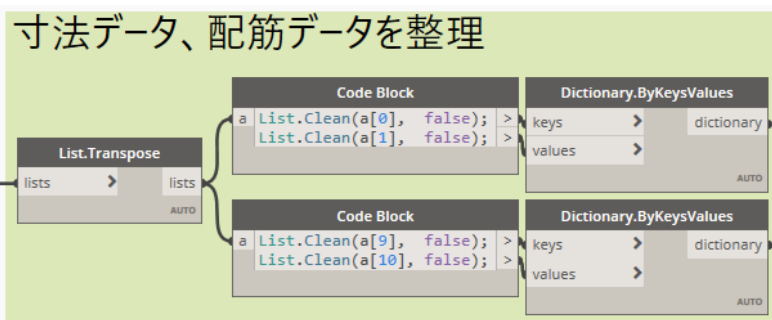 寸法データ、配筋データを整理
List.Transpose
lists > lists
AUTO
Code Block
a List.Clean(a[0], false); >
List.Clean(a[1], false); >
Dictionary.ByKeysValues
keys > dictionary
values >
AUTO
Code Block
a List.Clean(a[9], false); >
List.Clean(a[10], false); >
Dictionary.ByKeysValues
keys > dictionary
values >
AUTO